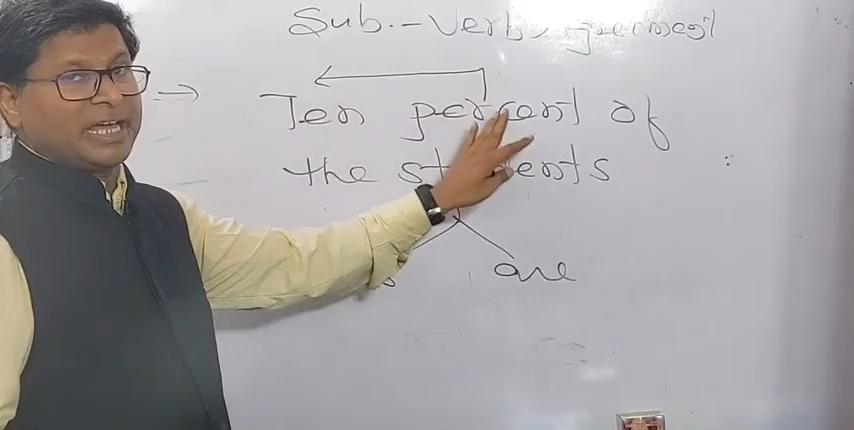 Sub.-Verb
Ten percent of
the students
are